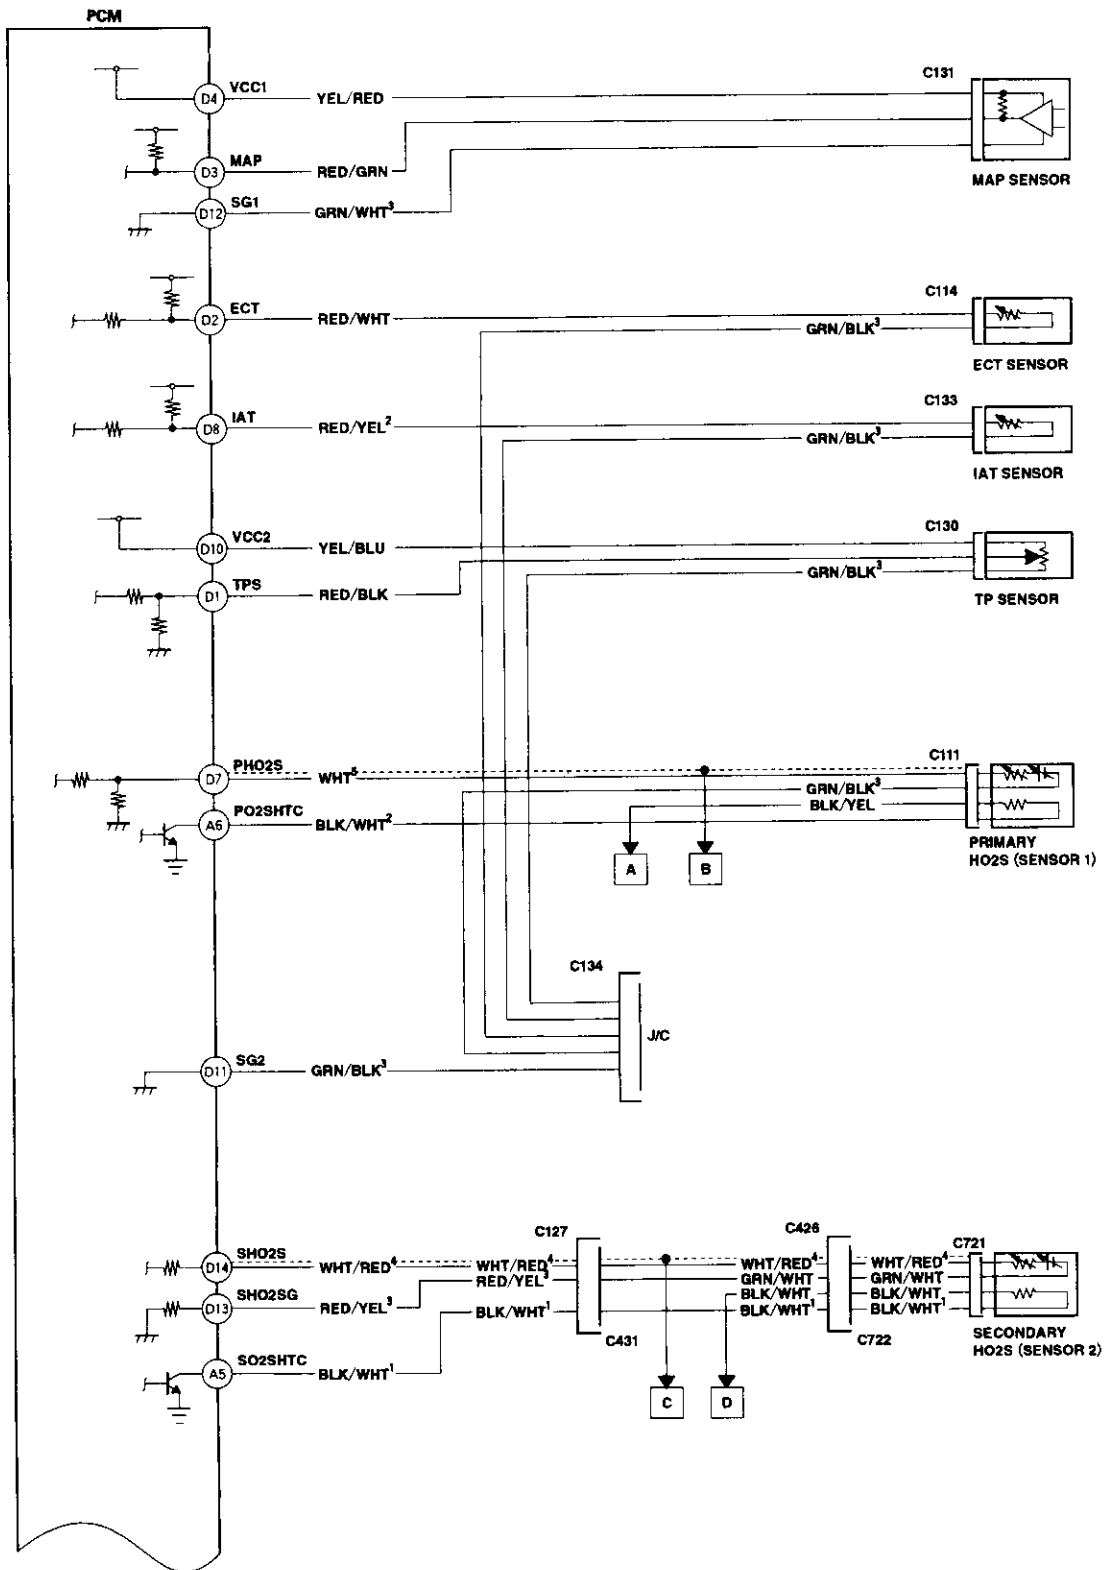 PCM
D4 VCC1 YEL/RED C131
D3 MAP RED/GRN
MAP SENSOR
D12 SG1 GRN/WHT³
D2 ECT RED/WHT C114
GRN/BLK³
ECT SENSOR
D8 IAT RED/YEL² C133
GRN/BLK³
IAT SENSOR
D10 VCC2 YEL/BLU C130
GRN/BLK³
D1 TPS RED/BLK
TP SENSOR
D7 PHO2S WHT⁵ C111
GRN/BLK³
BLK/YEL
A6 PO2SHTC BLK/WHT²
PRIMARY
HO2S (SENSOR 1)
A B
C134
J/C
D11 SG2 GRN/BLK³
C127 C426
C721
D14 SHO2S WHT/RED⁴ WHT/RED⁴ WHT/RED⁴ WHT/RED⁴
RED/YEL³ GRN/WHT GRN/WHT
BLK/WHT BLK/WHT
D13 SHO2SG RED/YEL³ BLK/WHT¹ BLK/WHT¹ BLK/WHT¹
C431 C722
SECONDARY
HO2S (SENSOR 2)
A5 SO2SHTC BLK/WHT¹
C D